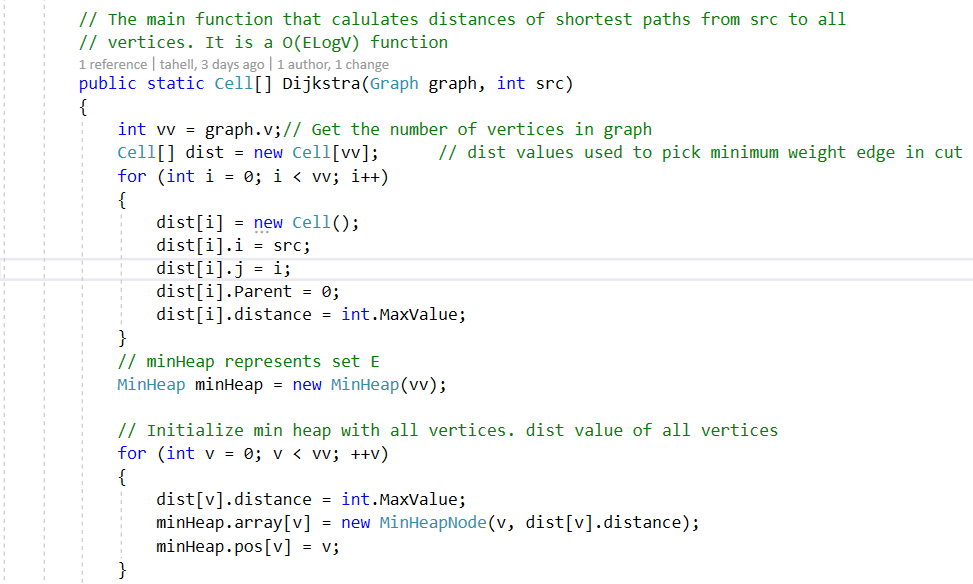 // The main function that calulates distances of shortest paths from src to all
// vertices. It is a O(ELogV) function
1 reference | tahell, 3 days ago | 1 author, 1 change
public static Cell[] Dijkstra(Graph graph, int src)
{
int vv = graph.v;// Get the number of vertices in graph
Cell[] dist = new Cell[vv];      // dist values used to pick minimum weight edge in cut
for (int i = 0; i < vv; i++)
{
dist[i] = new Cell();
dist[i].i = src;
dist[i].j = i;
dist[i].Parent = 0;
dist[i].distance = int.MaxValue;
}
// minHeap represents set E
MinHeap minHeap = new MinHeap(vv);
// Initialize min heap with all vertices. dist value of all vertices
for (int v = 0; v < vv; ++v)
{
dist[v].distance = int.MaxValue;
minHeap.array[v] = new MinHeapNode(v, dist[v].distance);
minHeap.pos[v] = v;
}